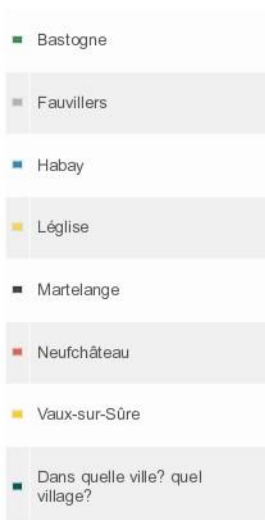 Bastogne
Fauvillers
Habay
Léglise
Martelange
Neufchâteau
Vaux-sur-Sûre
Dans quelle ville? quel
village?